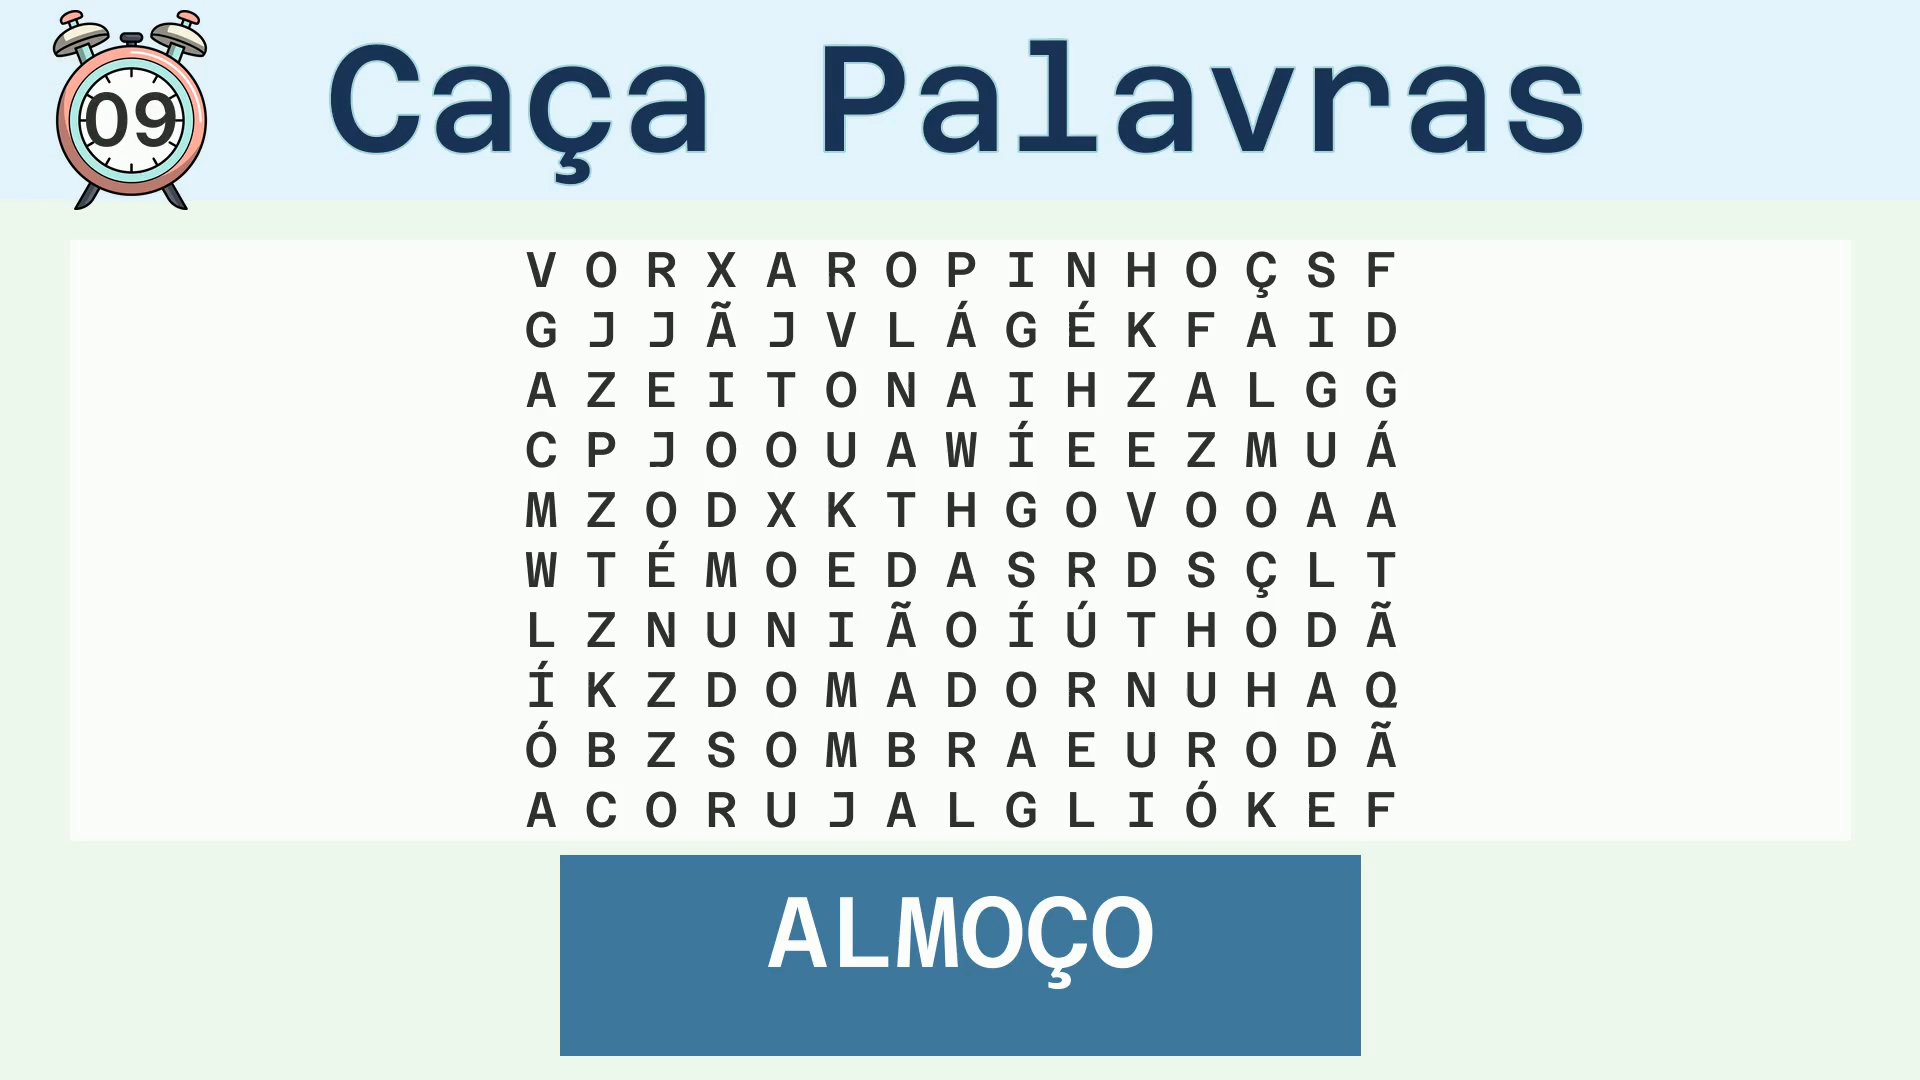 09
Caça Palavras
V O R X A R O P I N H O Ç S F
G J J Ã J V L Á G É K F A I D
A Z E I T O N A I H Z A L G G
C P J O O U A W Í E E Z M U Á
M Z O D X K T H G O V O O A A
W T É M O E D A S R D S Ç L T
L Z N U N I Ã O Í Ú T H O D Ã
Í K Z D O M A D O R N U H A Q
Ó B Z S O M B R A E U R O D Ã
A C O R U J A L G L I Ó K E F
ALMOÇO